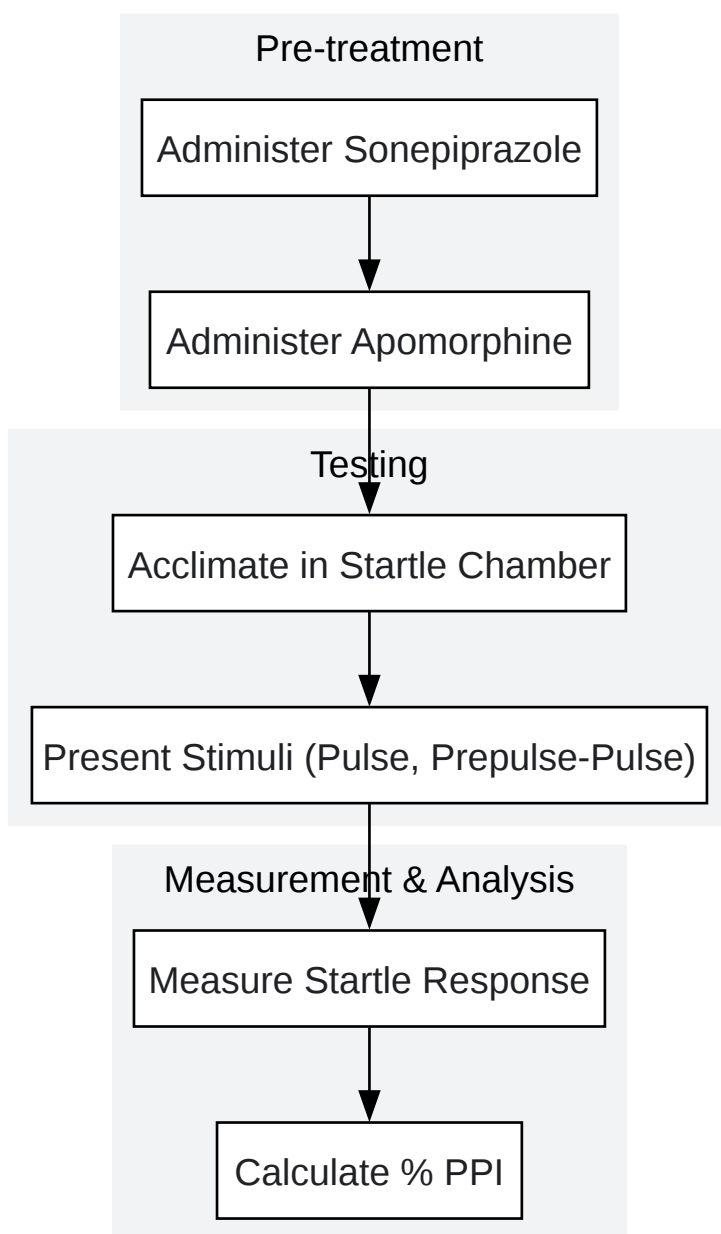 Pre-treatment
Administer Sonepiprazole
Administer Apomorphine
Testing
Acclimate in Startle Chamber
Present Stimuli (Pulse, Prepulse-Pulse)
Measurement & Analysis
Measure Startle Response
Calculate % PPI